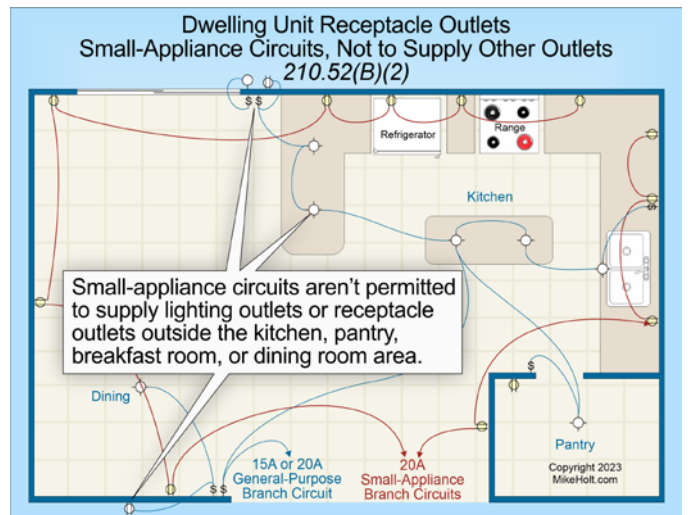 Dwelling Unit Receptacle Outlets
Small-Appliance Circuits, Not to Supply Other Outlets
210.52(B)(2)
$ $
Refrigerator
Range
Kitchen
$
Small-appliance circuits aren’t permitted
to supply lighting outlets or receptacle
outlets outside the kitchen, pantry,
breakfast room, or dining room area.
$
Dining
Pantry
15A or 20A
General-Purpose
Branch Circuit
20A
Small-Appliance
Branch Circuits
Copyright 2023
MikeHolt.com
$ $
$